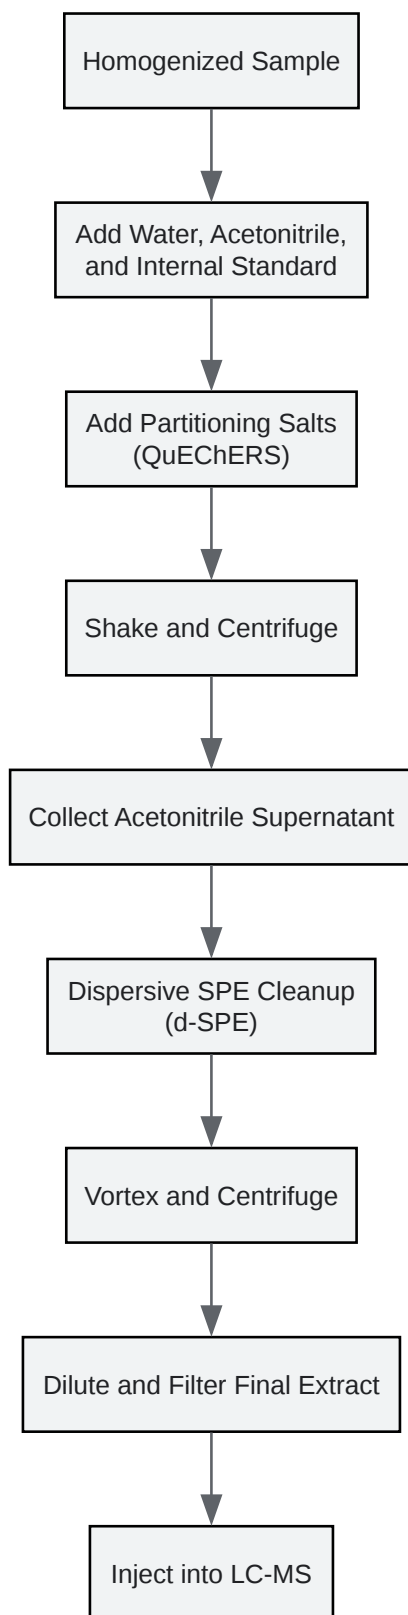 Homogenized Sample
Add Water, Acetonitrile,
and Internal Standard
Add Partitioning Salts
(QuEChERS)
Shake and Centrifuge
Collect Acetonitrile Supernatant
Dispersive SPE Cleanup
(d-SPE)
Vortex and Centrifuge
Dilute and Filter Final Extract
Inject into LC-MS